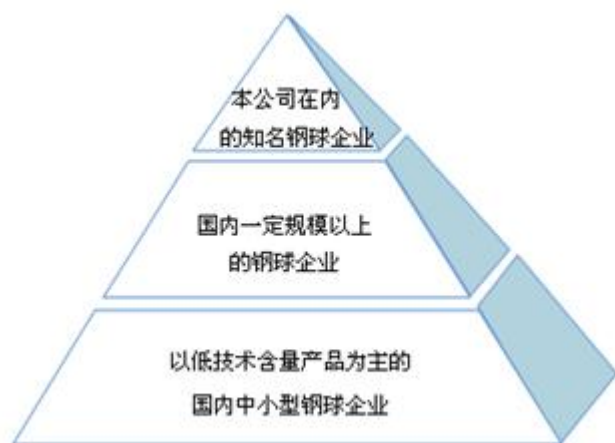 本公司在内
的知名钢球企业
国内一定规模以上
的钢球企业
以低技术含量产品为主的
国内中小型钢球企业